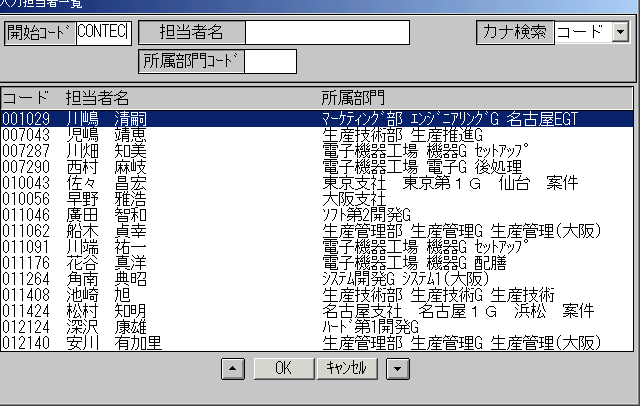 入力担当者一覧
開始ｺｰﾄﾞ CONTEC 担当者名 カナ検索 コード
所属部門ｺｰﾄﾞ
コード 担当者名 所属部門
001029 川嶋 清嗣 ﾏｰｹﾃｨﾝｸﾞ部 ｴﾝｼﾞﾆｱﾘﾝｸﾞG 名古屋EGT
007043 児嶋 靖恵 生産技術部 生産推進G
007287 川畑 知美 電子機器工場 機器G ｾｯﾄｱｯﾌﾟ
007290 西村 麻岐 電子機器工場 電子G 後処理
010043 佐々 昌宏 東京支社 東京第１Ｇ 仙台 案件
010056 早野 雅浩 大阪支社
011046 廣田 智和 ｿﾌﾄ第2開発G
011062 船木 貞幸 生産管理部 生産管理G 生産管理(大阪)
011091 川端 祐一 電子機器工場 機器G ｾｯﾄｱｯﾌﾟ
011176 花谷 真洋 電子機器工場 機器G 配膳
011264 角南 典昭 ｼｽﾃﾑ開発G ｼｽﾃﾑ1(大阪)
011408 池崎 旭 生産技術部 生産技術G 生産技術
011424 松村 知明 名古屋支社 名古屋１Ｇ 浜松 案件
012124 深沢 康雄 ﾊｰﾄﾞ第1開発G
012140 安川 有加里 生産管理部 生産管理G 生産管理(大阪)
OK ｷｬﾝｾﾙ